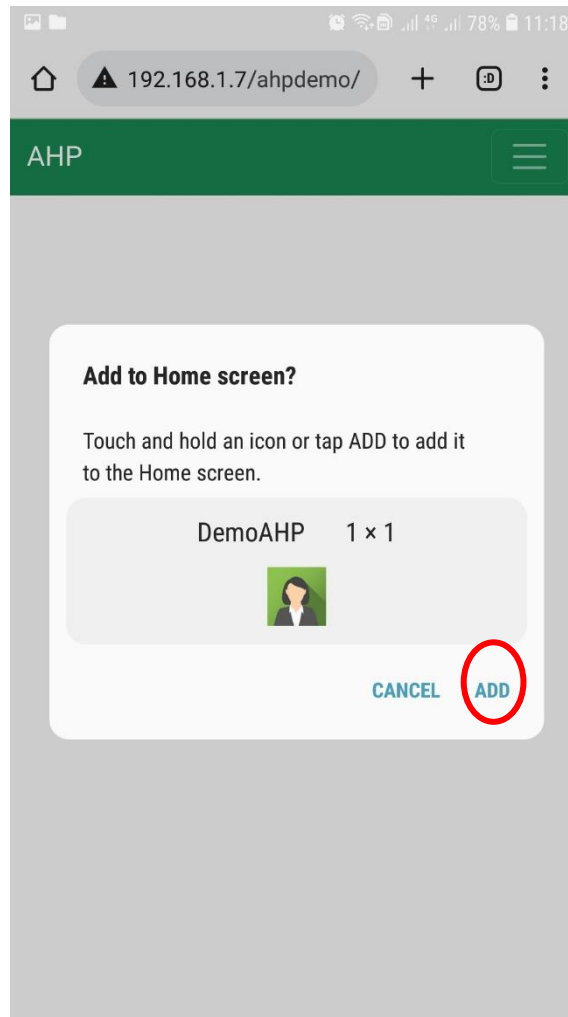 4G 78% 11:18
192.168.1.7/ahpdemo/ :D
AHP
Add to Home screen?
Touch and hold an icon or tap ADD to add it
to the Home screen.
DemoAHP 1 × 1
CANCEL ADD